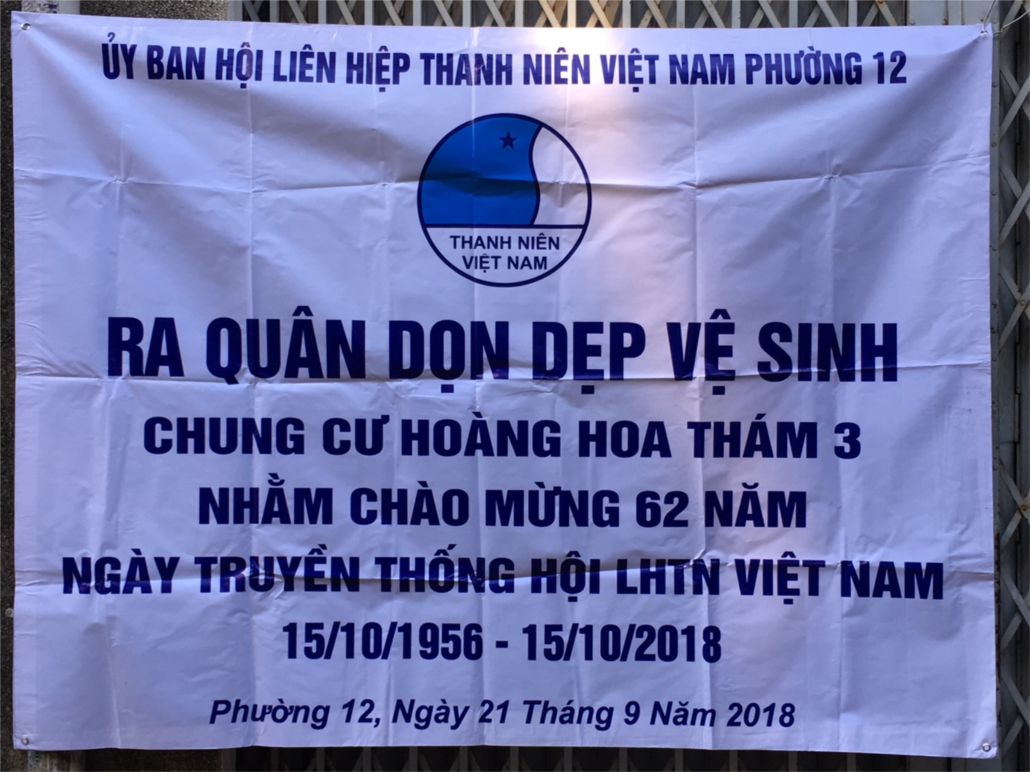 ỦY BAN HỘI LIÊN HIỆP THANH NIÊN VIỆT NAM PHƯỜNG 12
THANH NIÊN
VIỆT NAM
RA QUÂN DỌN DẸP VỆ SINH
CHUNG CƯ HOÀNG HOA THÁM 3
NHẰM CHÀO MỪNG 62 NĂM
NGÀY TRUYỀN THỐNG HỘI LHTN VIỆT NAM
15/10/1956 - 15/10/2018
Phường 12, Ngày 21 Tháng 9 Năm 2018